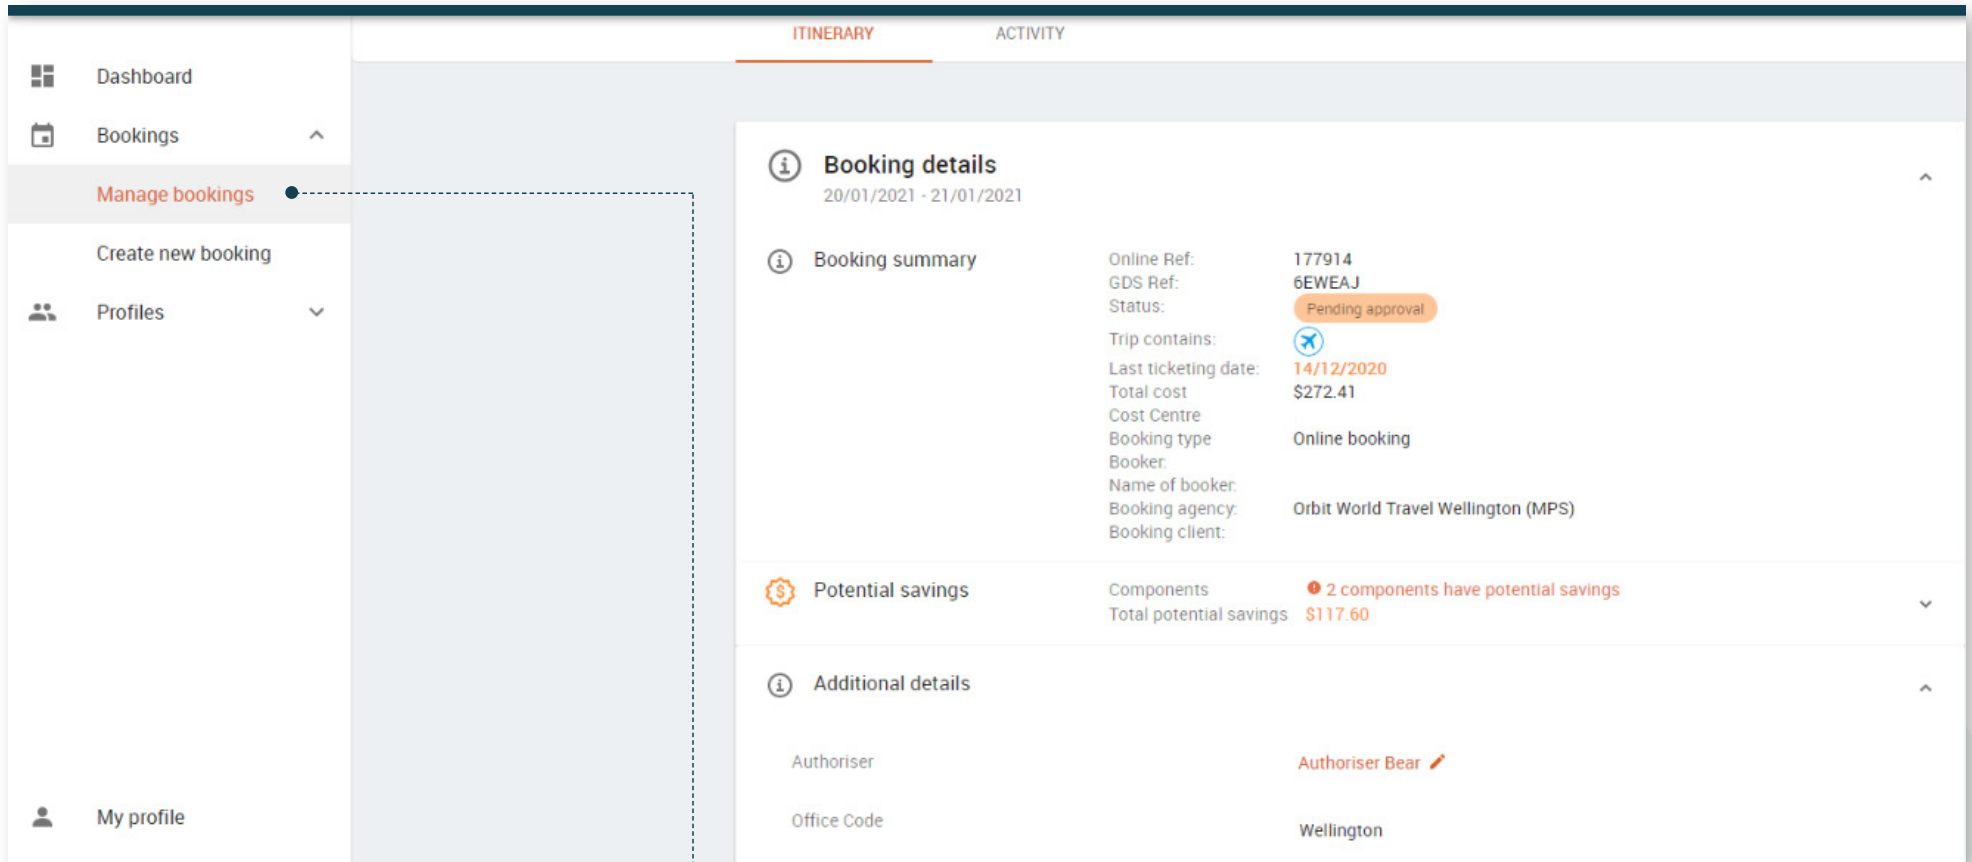 ITINERARY ACTIVITY
Dashboard
Bookings
Manage bookings
Create new booking
Profiles
My profile
Booking details
20/01/2021 - 21/01/2021
Booking summary
Online Ref: 177914
GDS Ref: 6EWEAJ
Status: Pending approval
Trip contains:
Last ticketing date: 14/12/2020
Total cost $272.41
Cost Centre
Booking type Online booking
Booker:
Name of booker:
Booking agency: Orbit World Travel Wellington (MPS)
Booking client:
Potential savings
Components 2 components have potential savings
Total potential savings $117.60
Additional details
Authoriser Authoriser Bear
Office Code Wellington